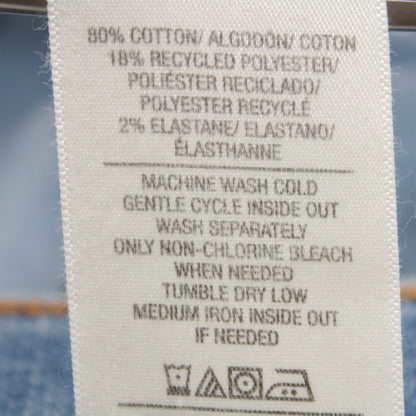 80% COTTON/ ALGODON/ COTON
18% RECYCLED POLYESTER/
POLIÉSTER RECICLADO/
POLYESTER RECYCLÉ
2% ELASTANE/ ELASTANO/
ÉLASTHANNE
MACHINE WASH COLD
GENTLE CYCLE INSIDE OUT
WASH SEPARATELY
ONLY NON-CHLORINE BLEACH
WHEN NEEDED
TUMBLE DRY LOW
MEDIUM IRON INSIDE OUT
IF NEEDED